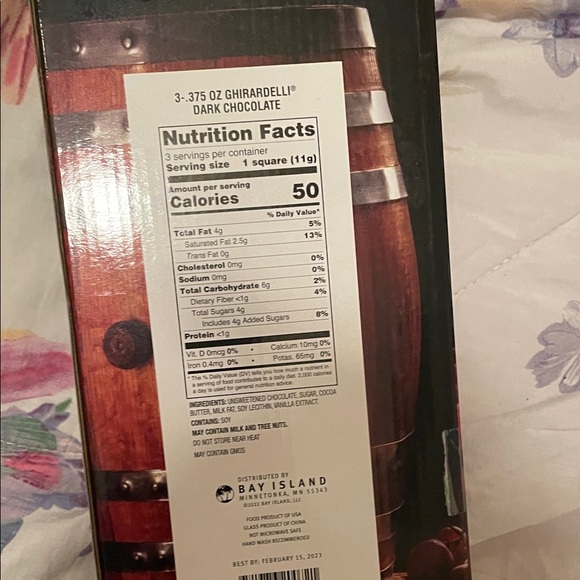 3-.375 OZ GHIRARDELLI®
DARK CHOCOLATE
Nutrition Facts
3 servings per container
Serving size 1 square (11g)
Amount per serving
Calories 50
% Daily Value*
Total Fat 4g 5%
Saturated Fat 2.5g 13%
Trans Fat 0g
Cholesterol 0mg 0%
Sodium 0mg 0%
Total Carbohydrate 6g 2%
Dietary Fiber <1g 4%
Total Sugars 4g
Includes 4g Added Sugars 8%
Protein <1g
Vit. D 0mcg 0% • Calcium 10mg 0%
Iron 0.4mg 0% • Potas. 65mg 0%
* The % Daily Value (DV) tells you how much a nutrient in
a serving of food contributes to a daily diet. 2,000 calories
a day is used for general nutrition advice.
INGREDIENTS: UNSWEETENED CHOCOLATE, SUGAR, COCOA
BUTTER, MILK FAT, SOY LECITHIN, VANILLA EXTRACT.
CONTAINS: SOY
MAY CONTAIN MILK AND TREE NUTS.
DO NOT STORE NEAR HEAT
MAY CONTAIN GMOS
DISTRIBUTED BY
BAY ISLAND
MINNETONKA, MN 55343
©2022 BAY ISLAND, LLC
FOOD PRODUCT OF USA
GLASS PRODUCT OF CHINA
NOT MICROWAVE SAFE
HAND WASH RECOMMENDED
BEST BY: FEBRUARY 15, 2023